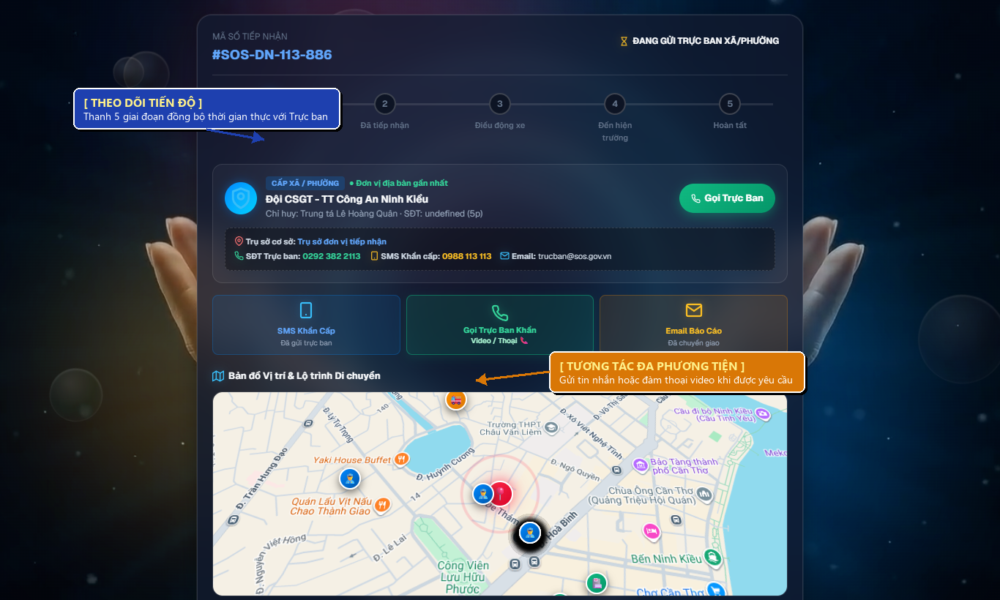 MÃ SỐ TIẾP NHẬN
#SOS-DN-113-886
ĐANG GỬI TRỰC BAN XÃ/PHƯỜNG
[ THEO DÕI TIẾN ĐỘ ]
Thanh 5 giai đoạn đồng bộ thời gian thực với Trực ban
2
3
4
5
Đã tiếp nhận
Điều động xe
Đến hiện
trường
Hoàn tất
CẤP XÃ / PHƯỜNG
• Đơn vị địa bàn gần nhất
Đội CSGT - TT Công An Ninh Kiều
Chỉ huy: Trung tá Lê Hoàng Quân · SĐT: undefined (5p)
Gọi Trực Ban
Trụ sở cơ sở: Trụ sở đơn vị tiếp nhận
SĐT Trực ban: 0292 382 2113 SMS Khẩn cấp: 0988 113 113 Email: trucban@sos.gov.vn
SMS Khẩn Cấp
Đã gửi trực ban
Gọi Trực Ban Khẩn
Video / Thoại
Email Báo Cáo
Đã chuyển giao
[ TƯƠNG TÁC ĐA PHƯƠNG TIỆN ]
Gửi tin nhắn hoặc đàm thoại video khi được yêu cầu
Bản đồ Vị trí & Lộ trình Di chuyển
140
Đ. Lý Tự Trọng
Trường THPT
Châu Văn Liêm
Đ. Xô Viết Nghệ Tĩnh
Đ. Võ Thị Sáu
Cầu
Cầu đi bộ Ninh Kiều
(Cầu Tình Yêu)
Yaki House Buffet
Đ. Huỳnh Cương
Đ. Trần Hưng Đạo
Đ. Ngô Quyền
Bảo Tàng thành
phố Cần Thơ
Meko
Chùa Ông Cần Thơ
(Quảng Triệu Hội Quán)
Quán Lẩu Vịt Nấu
Chao Thành Giao
14
Đề Thám
Hoà Bình
Đ. Nguyễn Việt Hồng
Đ. Lê Lai
Công Viên
Lưu Hữu
Phước
Bến Ninh Kiều
Chợ Cần Thơ